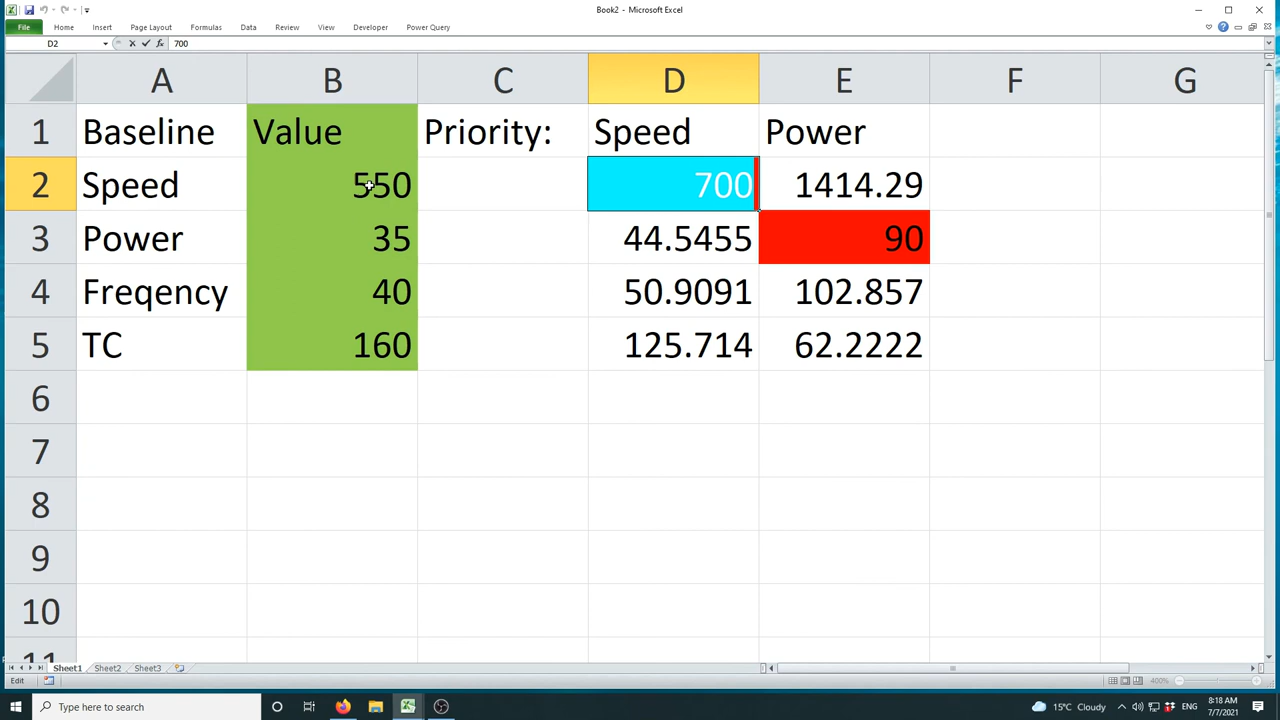 Book2 - Microsoft Excel
File Home Insert Page Layout Formulas Data Review View Developer Power Query
D2 700
A B C D E F G
1 Baseline Value Priority: Speed Power
2 Speed 550 700 1414.29
3 Power 35 44.5455 90
4 Freqency 40 50.9091 102.857
5 TC 160 125.714 62.2222
6
7
8
9
10
11
Sheet1 Sheet2 Sheet3
Edit 400%
Type here to search 15°C Cloudy ENG 8:18 AM
7/7/2021